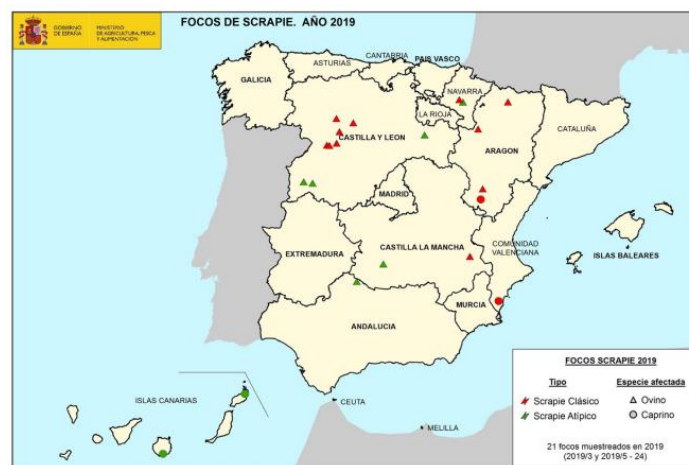 GOBIERNO
DE ESPAÑA
MINISTERIO
DE AGRICULTURA, PESCA
Y ALIMENTACIÓN
FOCOS DE SCRAPIE. AÑO 2019
GALICIA
ASTURIAS
CANTABRIA
PAIS VASCO
NAVARRA
LA RIOJA
CASTILLA Y LEON
ARAGON
CATALUÑA
MADRID
EXTREMADURA
CASTILLA LA MANCHA
COMUNIDAD
VALENCIANA
ISLAS BALEARES
MURCIA
ANDALUCIA
ISLAS CANARIAS
CEUTA
MELILLA
FOCOS SCRAPIE 2019
Tipo Especie afectada
Scrapie Clásico Ovino
Scrapie Atípico Caprino
21 focos muestreados en 2019
(2019/3 y 2019/5 - 24)